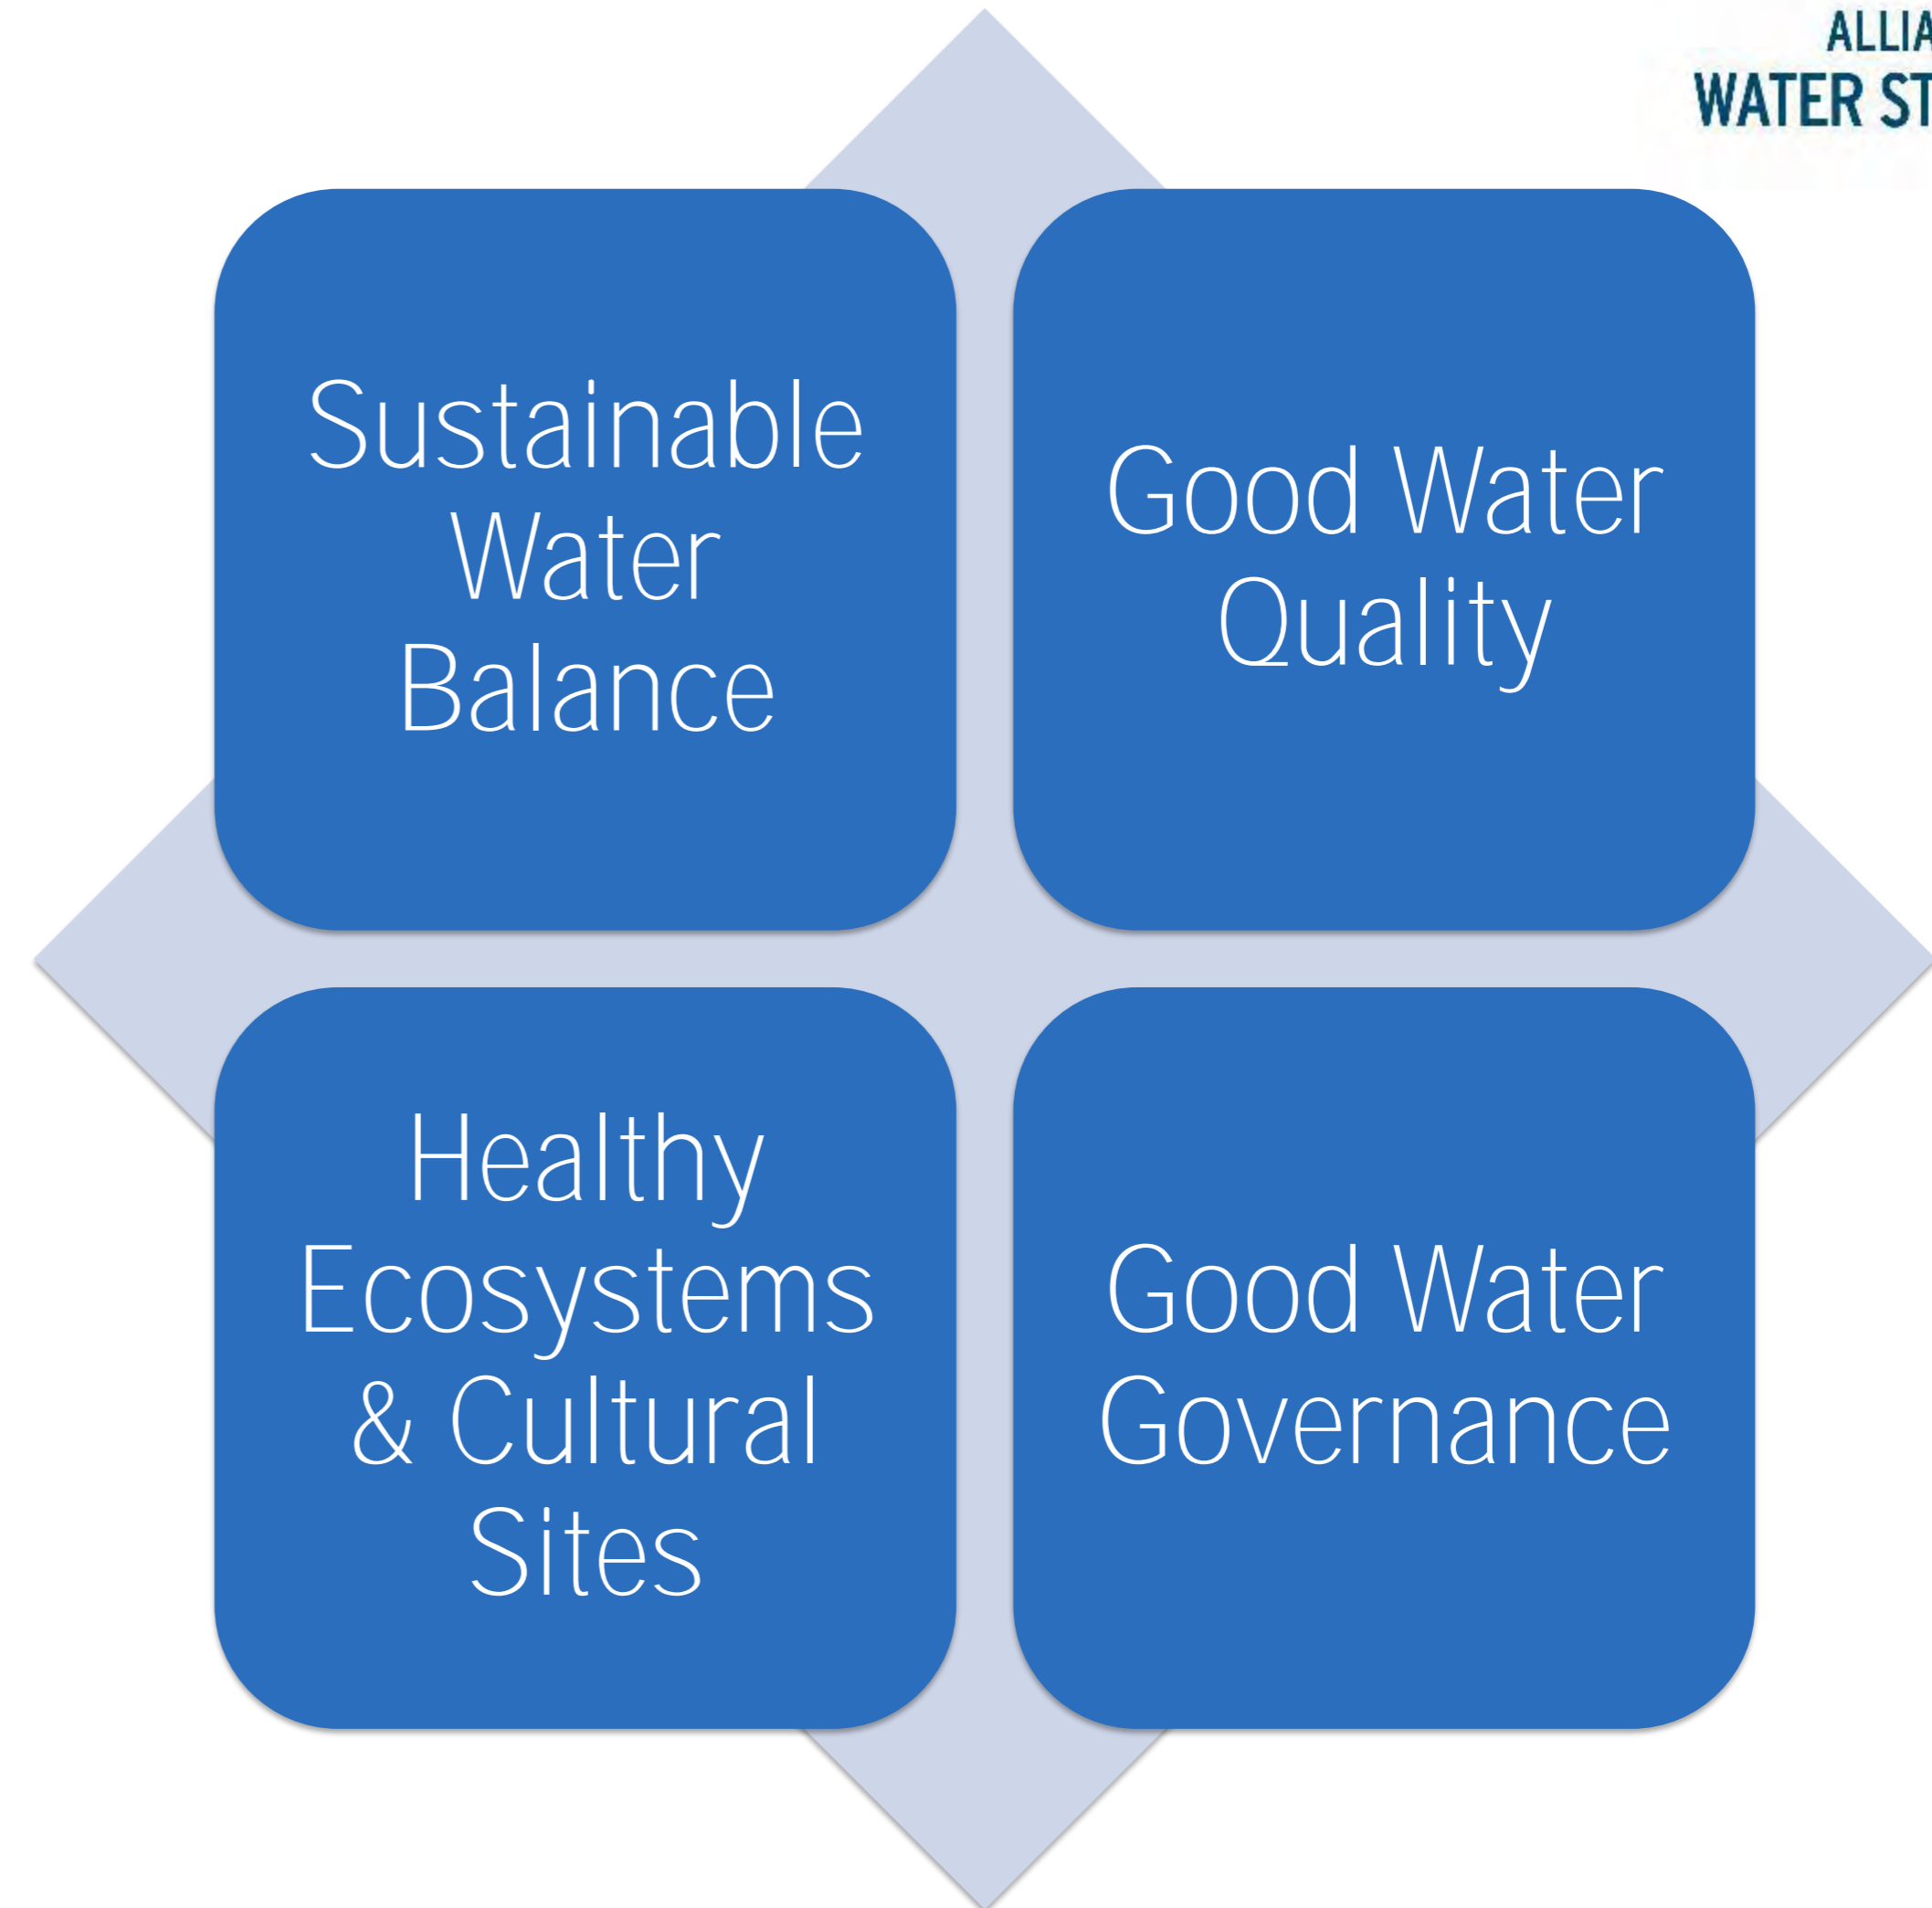 ALLIA
WATER ST
Sustainable
Water
Balance
Good Water
Quality
Healthy
Ecosystems
& Cultural
Sites
Good Water
Governance